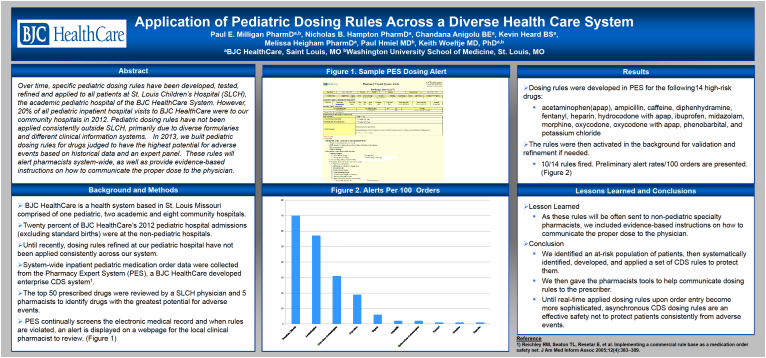 BJC HealthCare
Application of Pediatric Dosing Rules Across a Diverse Health Care System
Paul E. Milligan PharmDa,b, Nicholas B. Hampton PharmDa, Chandana Anigolu BEa, Kevin Heard BSa,
Melissa Heigham PharmDa, Paul Hmiel MDb, Keith Woeltje MD, PhDa,b
aBJC HealthCare, Saint Louis, MO bWashington University School of Medicine, St. Louis, MO
Abstract
Over time, specific pediatric dosing rules have been developed, tested,
refined and applied to all patients at St. Louis Children's Hospital (SLCH),
the academic pediatric hospital of the BJC HealthCare System. However,
20% of all pediatric inpatient hospital visits to BJC HealthCare were to our
community hospitals in 2012. Pediatric dosing rules have not been
applied consistently outside SLCH, primarily due to diverse formularies
and different clinical information systems. In 2013, we built pediatric
dosing rules for drugs judged to have the highest potential for adverse
events based on historical data and an expert panel. These rules will
alert pharmacists system-wide, as well as provide evidence-based
instructions on how to communicate the proper dose to the physician.
Background and Methods
➢ BJC HealthCare is a health system based in St. Louis Missouri
comprised of one pediatric, two academic and eight community hospitals.
➢Twenty percent of BJC HealthCare's 2012 pediatric hospital admissions
(excluding standard births) were at the non-pediatric hospitals.
➢Until recently, dosing rules refined at our pediatric hospital have not
been applied consistently across our system.
➢System-wide inpatient pediatric medication order data were collected
from the Pharmacy Expert System (PES), a BJC HealthCare developed
enterprise CDS system1.
➢The top 50 prescribed drugs were reviewed by a SLCH physician and 5
pharmacists to identify drugs with the greatest potential for adverse
events.
➢ PES continually screens the electronic medical record and when rules
are violated, an alert is displayed on a webpage for the local clinical
pharmacist to review. (Figure 1)
Figure 1. Sample PES Dosing Alert
Figure 2. Alerts Per 100 Orders
80
70
60
50
40
30
20
10
0
Results
➢Dosing rules were developed in PES for the following14 high-risk
drugs:
▪ acetaminophen(apap), ampicillin, caffeine, diphenhydramine,
fentanyl, heparin, hydrocodone with apap, ibuprofen, midazolam,
morphine, oxycodone, oxycodone with apap, phenobarbital, and
potassium chloride
➢The rules were then activated in the background for validation and
refinement if needed.
▪ 10/14 rules fired. Preliminary alert rates/100 orders are presented.
(Figure 2)
Lessons Learned and Conclusions
➢Lesson Learned
▪ As these rules will be often sent to non-pediatric specialty
pharmacists, we included evidence-based instructions on how to
communicate the proper dose to the physician.
➢Conclusion
▪ We identified an at-risk population of patients, then systematically
identified, developed, and applied a set of CDS rules to protect
them.
▪ We then gave the pharmacists tools to help communicate dosing
rules to the prescriber.
▪ Until real-time applied dosing rules upon order entry become
more sophisticated, asynchronous CDS dosing rules are an
effective safety net to protect patients consistently from adverse
events.
Reference
1) Reichley RM, Seaton TL, Resetar E, et al. Implementing a commercial rule base as a medication order
safety net. J Am Med Inform Assoc 2005;12(4):383–389.